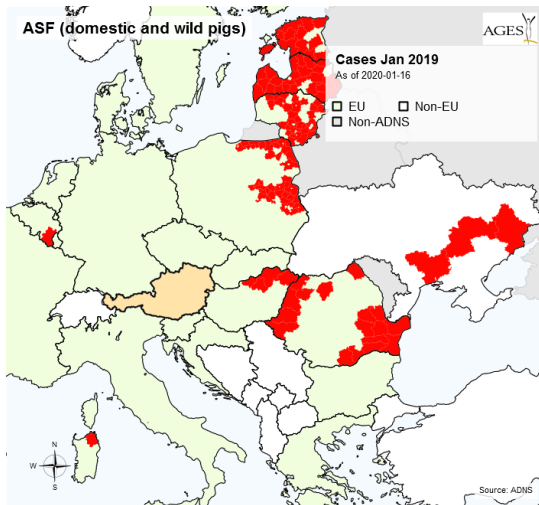 ASF (domestic and wild pigs)
AGES
Cases Jan 2019
As of 2020-01-16
EU Non-EU
Non-ADNS
N
W E
S
Source: ADNS